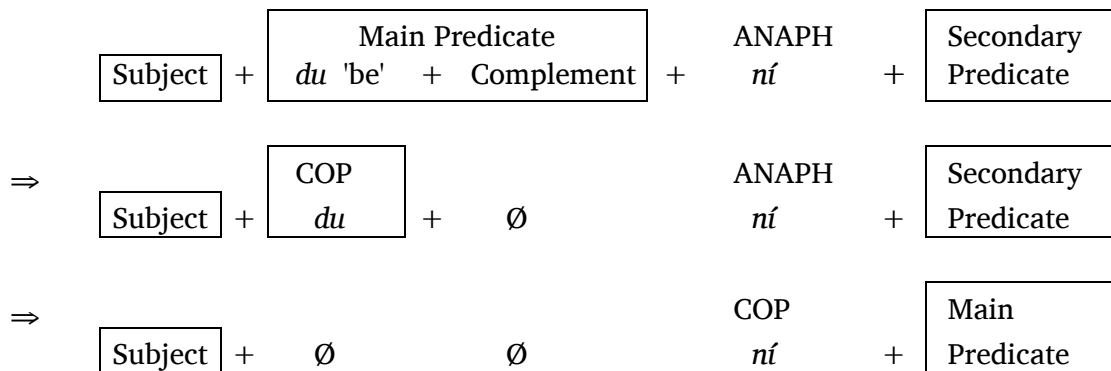 Main Predicate ANAPH Secondary
Subject + du 'be' + Complement + ní + Predicate
⇒ COP ANAPH Secondary
Subject + du + Ø ní + Predicate
⇒ COP Main
Subject + Ø Ø ní + Predicate